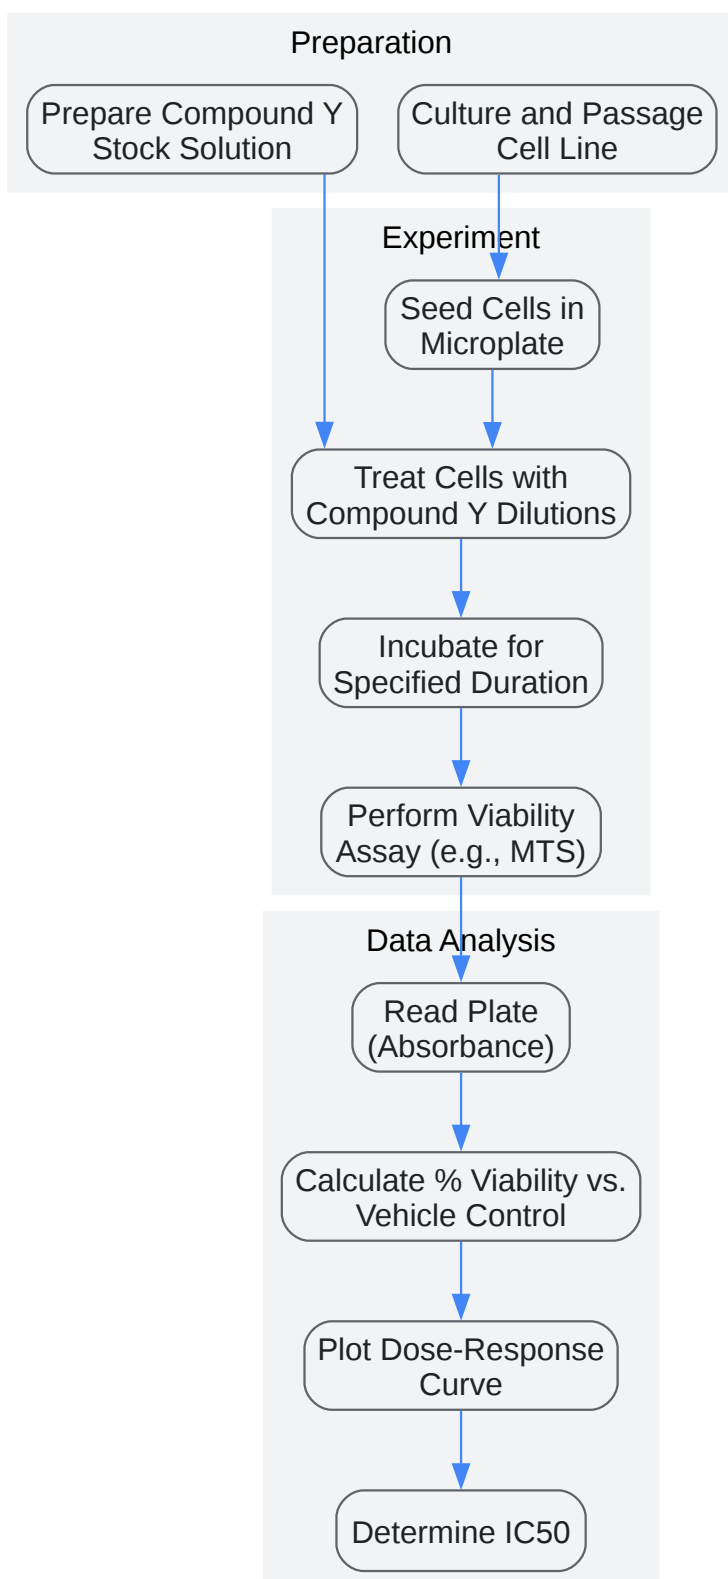 Preparation
Prepare Compound Y
Stock Solution
Culture and Passage
Cell Line
Experiment
Seed Cells in
Microplate
Treat Cells with
Compound Y Dilutions
Incubate for
Specified Duration
Perform Viability
Assay (e.g., MTS)
Data Analysis
Read Plate
(Absorbance)
Calculate % Viability vs.
Vehicle Control
Plot Dose-Response
Curve
Determine IC50